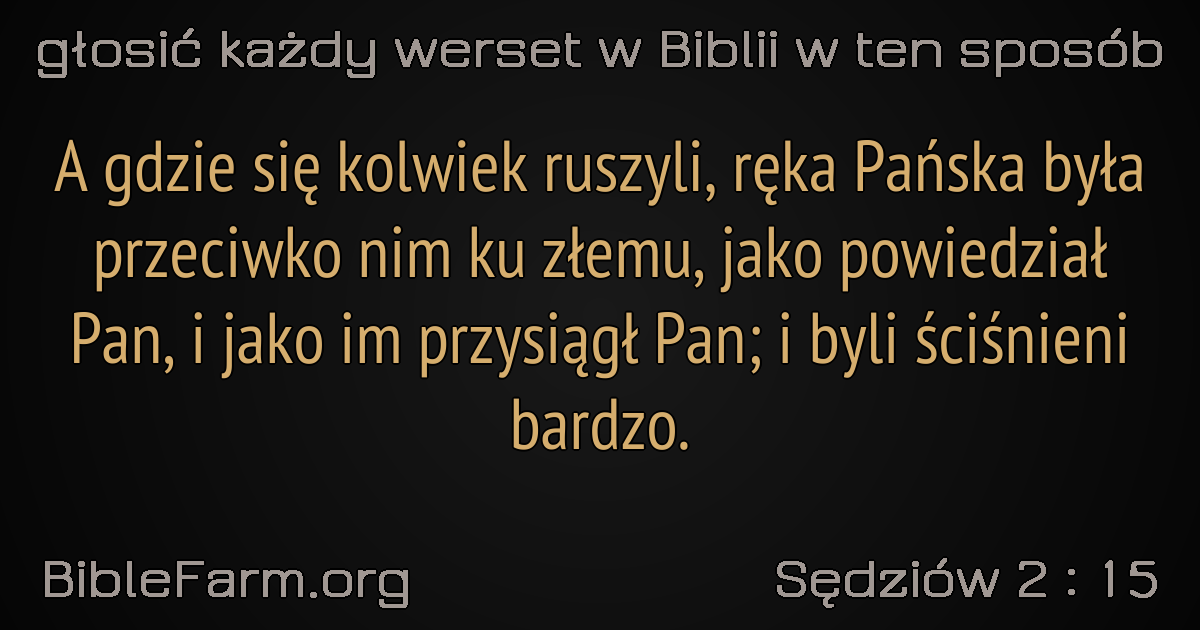 głosić każdy werset w Biblii w ten sposób
A gdzie się kolwiek ruszyli, ręka Pańska była
przeciwko nim ku złemu, jako powiedział
Pan, i jako im przysiągł Pan; i byli ściśnieni
bardzo.
BibleFarm.org
Sędziów 2 : 15